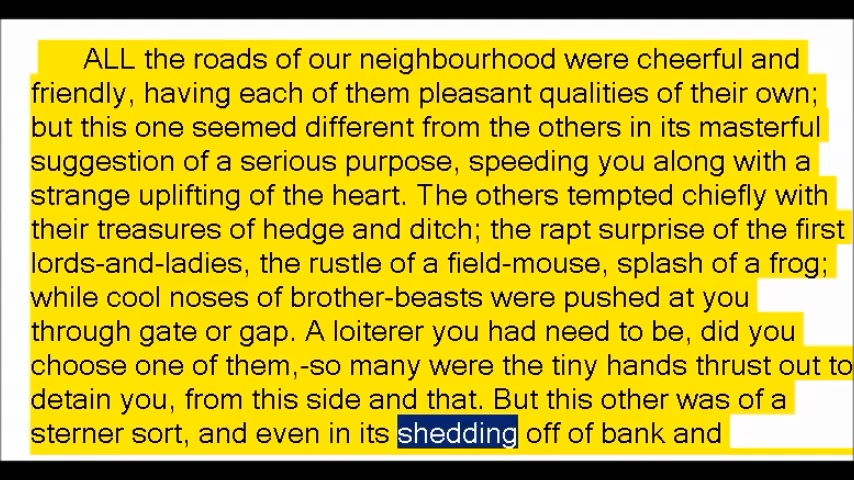 ALL the roads of our neighbourhood were cheerful and
friendly, having each of them pleasant qualities of their own;
but this one seemed different from the others in its masterful
suggestion of a serious purpose, speeding you along with a
strange uplifting of the heart. The others tempted chiefly with
their treasures of hedge and ditch; the rapt surprise of the first
lords-and-ladies, the rustle of a field-mouse, splash of a frog;
while cool noses of brother-beasts were pushed at you
through gate or gap. A loiterer you had need to be, did you
choose one of them,-so many were the tiny hands thrust out to
detain you, from this side and that. But this other was of a
sterner sort, and even in its shedding off of bank and